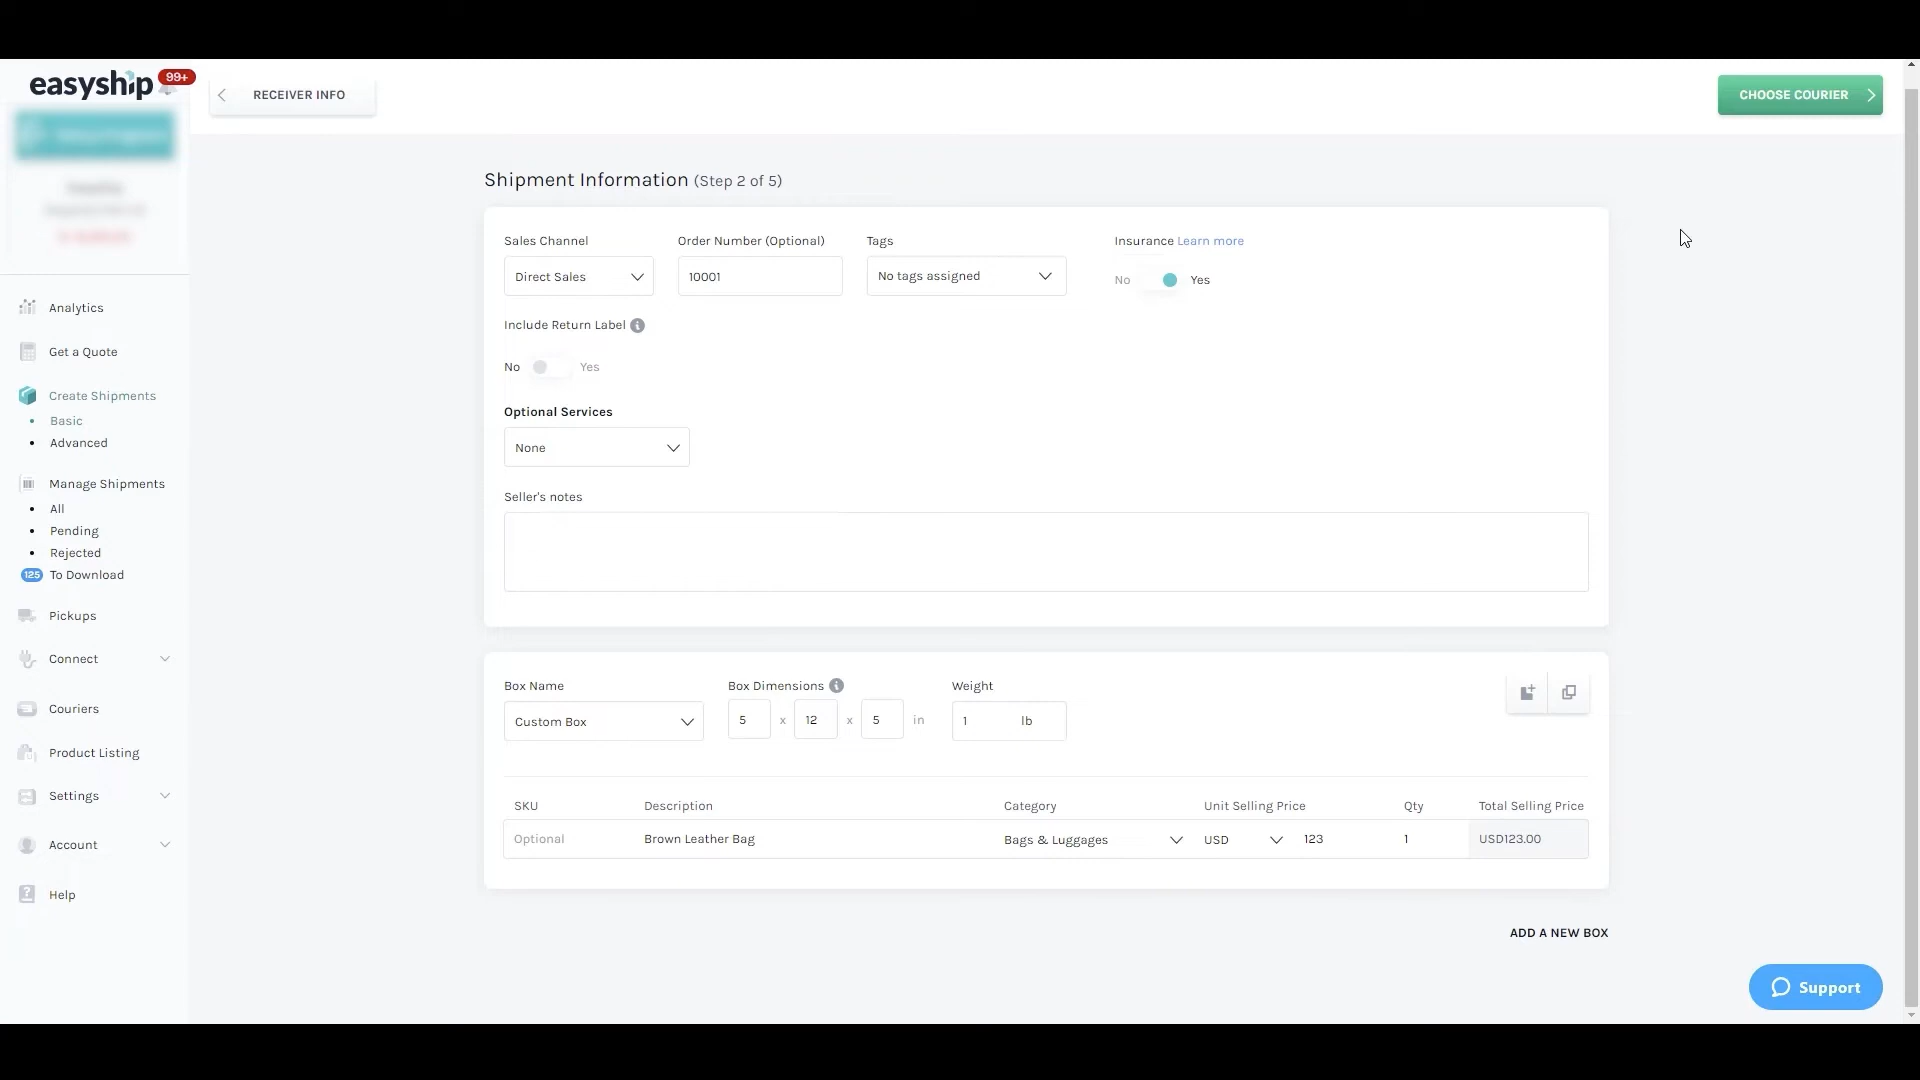 easyship 99+
RECEIVER INFO
CHOOSE COURIER
Shipment Information (Step 2 of 5)
Sales Channel
Order Number (Optional)
Tags
Insurance Learn more
Direct Sales
10001
No tags assigned
No
Yes
Include Return Label
No
Yes
Optional Services
None
Seller's notes
Analytics
Get a Quote
Create Shipments
• Basic
• Advanced
Manage Shipments
• All
• Pending
• Rejected
125 To Download
Pickups
Connect
Couriers
Product Listing
Settings
Account
? Help
Box Name
Box Dimensions
Weight
Custom Box
5 x 12 x 5 in
1 lb
SKU
Description
Category
Unit Selling Price
Qty
Total Selling Price
Optional
Brown Leather Bag
Bags & Luggages
USD
123
1
USD123.00
ADD A NEW BOX
Support